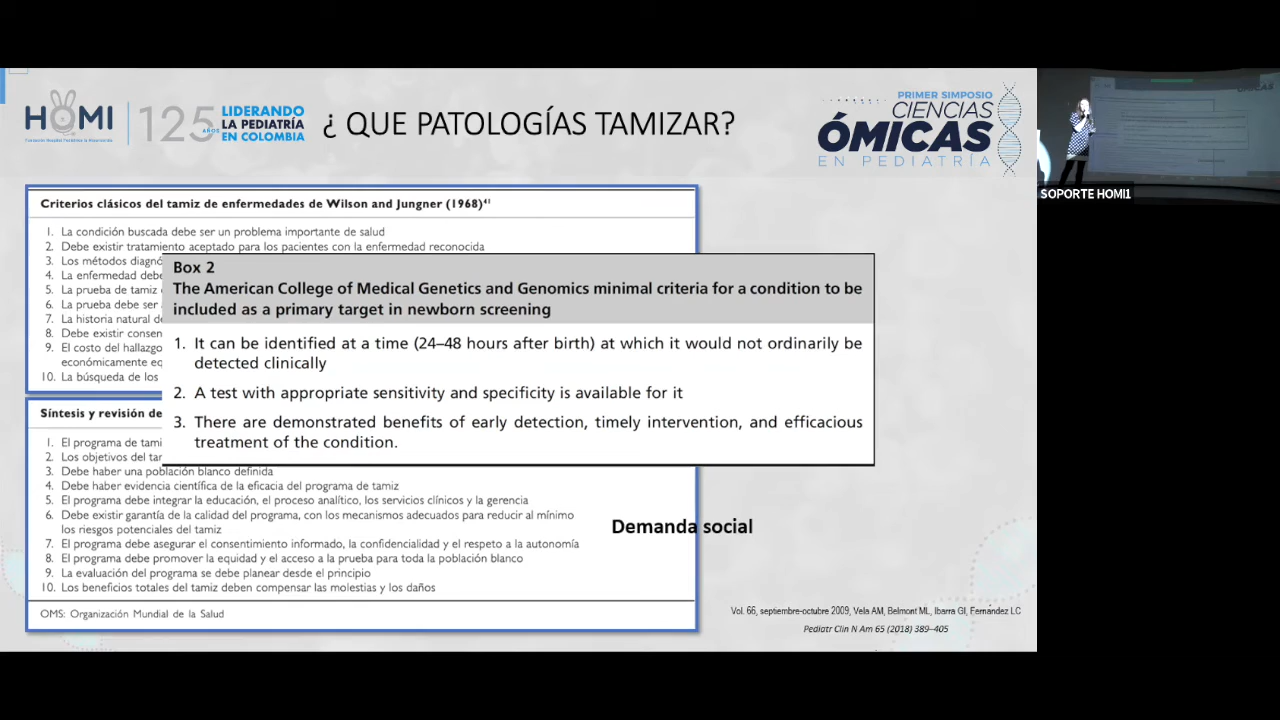 HOMI
125 AÑOS
LIDERANDO
LA PEDIATRÍA
EN COLOMBIA
¿ QUE PATOLOGÍAS TAMIZAR?
PRIMER SIMPOSIO
CIENCIAS
ÓMICAS
EN PEDIATRÍA
SOPORTE HOMI1
Criterios clásicos del tamiz de enfermedades de Wilson and Jungner (1968)41
1. La condición buscada debe ser un problema importante de salud
2. Debe existir tratamiento aceptado para los pacientes con la enfermedad reconocida
3. Los métodos
4. La enfermedad
5. La prueba de tamiz
6. La prueba debe ser
7. La historia natural
8. Debe existir
9. El costo del hallazgo
económicamente
10. La búsqueda de los
Box 2
The American College of Medical Genetics and Genomics minimal criteria for a condition to be
included as a primary target in newborn screening
1. It can be identified at a time (24–48 hours after birth) at which it would not ordinarily be
detected clinically
2. A test with appropriate sensitivity and specificity is available for it
3. There are demonstrated benefits of early detection, timely intervention, and efficacious
treatment of the condition.
Síntesis y revisión
1. El programa de
2. Los objetivos del
3. Debe haber una población blanco definida
4. Debe haber evidencia científica de la eficacia del programa de tamiz
5. El programa debe integrar la educación, el proceso analítico, los servicios clínicos y la gerencia
6. Debe existir garantía de la calidad del programa, con los mecanismos adecuados para reducir al mínimo
los riesgos potenciales del tamiz
7. El programa debe asegurar el consentimiento informado, la confidencialidad y el respeto a la autonomía
8. El programa debe promover la equidad y el acceso a la prueba para toda la población blanco
9. La evaluación del programa se debe planear desde el principio
10. Los beneficios totales del tamiz deben compensar las molestias y los daños
OMS: Organización Mundial de la Salud
Demanda social
Vol. 66, septiembre-octubre 2009, Vela AM, Belmont ML, Ibarra GI, Fernández LC
Pediatr Clin N Am 65 (2018) 389–405